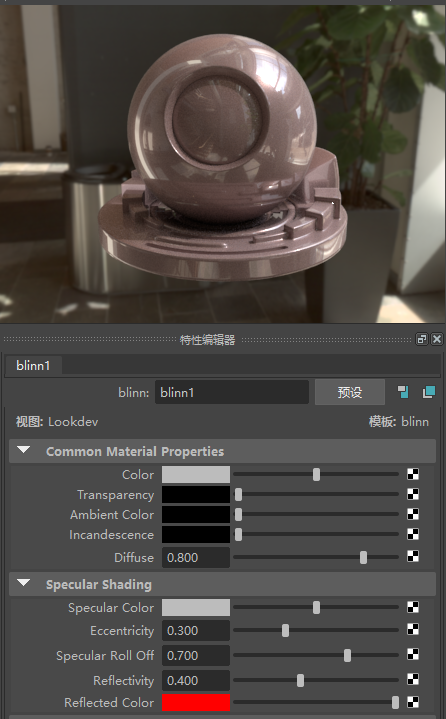 特性编辑器
blinn1
blinn: blinn1 预设
视图: Lookdev 模板: blinn
Common Material Properties
Color
Transparency
Ambient Color
Incandescence
Diffuse 0.800
Specular Shading
Specular Color
Eccentricity 0.300
Specular Roll Off 0.700
Reflectivity 0.400
Reflected Color